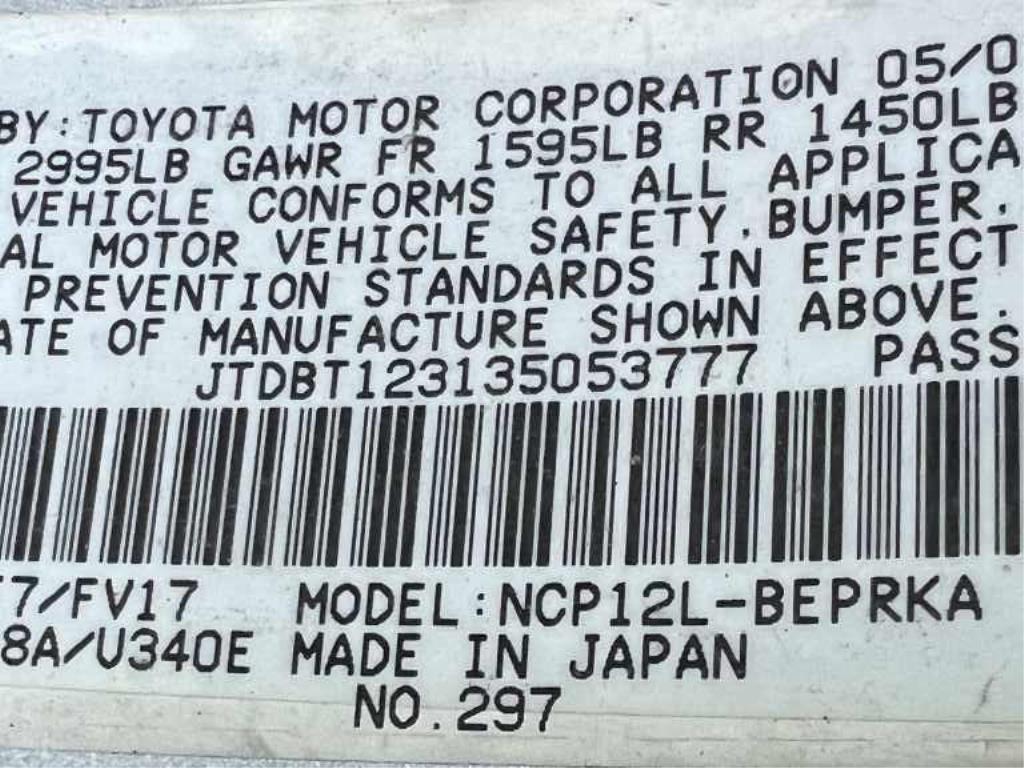 BY:TOYOTA MOTOR CORPORATION 05/0
2995LB GAWR FR 1595LB RR 1450LB
VEHICLE CONFORMS TO ALL APPLICA
AL MOTOR VEHICLE SAFETY.BUMPER.
PREVENTION STANDARDS IN EFFECT
ATE OF MANUFACTURE SHOWN ABOVE.
JTDBT123135053777 PASS
7/FV17 MODEL:NCP12L-BEPRKA
8A/U340E MADE IN JAPAN
NO.297